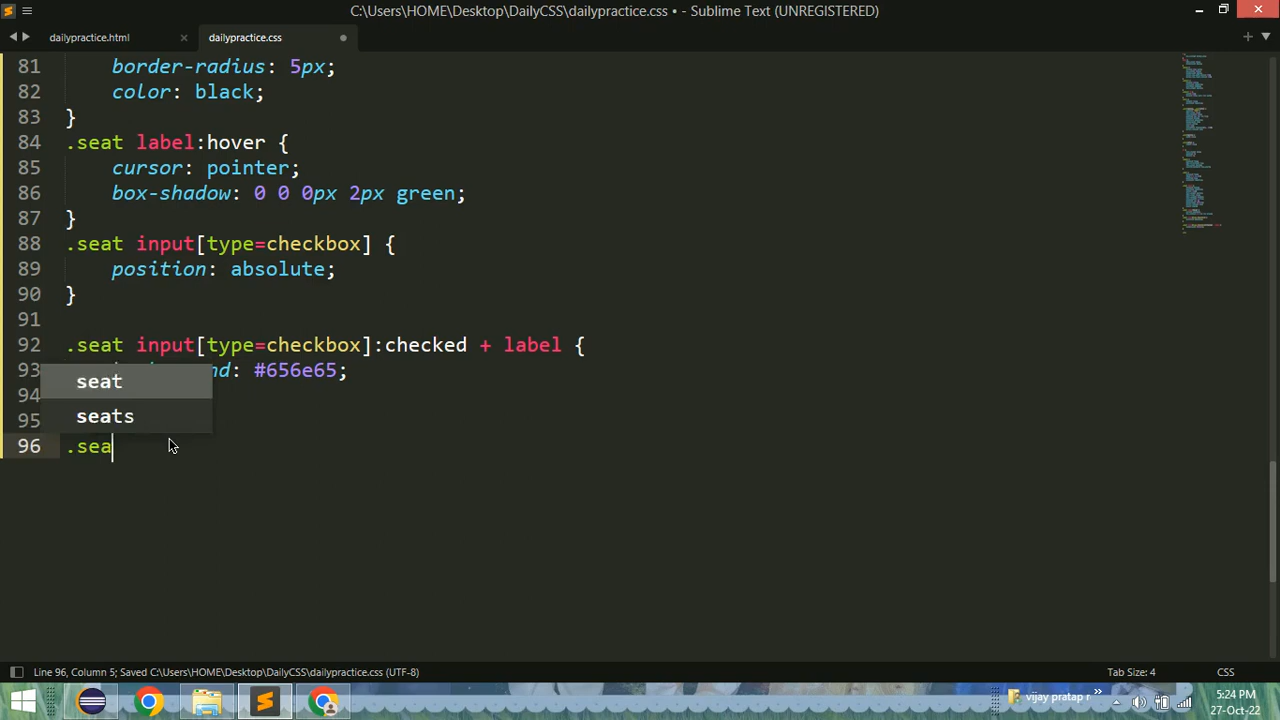 C:\Users\HOME\Desktop\DailyCSS\dailypractice.css • - Sublime Text (UNREGISTERED)
dailypractice.html
dailypractice.css
81 border-radius: 5px;
82 color: black;
83 }
84 .seat label:hover {
85 cursor: pointer;
86 box-shadow: 0 0 0px 2px green;
87 }
88 .seat input[type=checkbox] {
89 position: absolute;
90 }
91
92 .seat input[type=checkbox]:checked + label {
93 nd: #656e65;
seat
94
seats
95
96 .sea
Line 96, Column 5; Saved C:\Users\HOME\Desktop\DailyCSS\dailypractice.css (UTF-8)
Tab Size: 4
CSS
vijay pratap r
5:24 PM
27-Oct-22